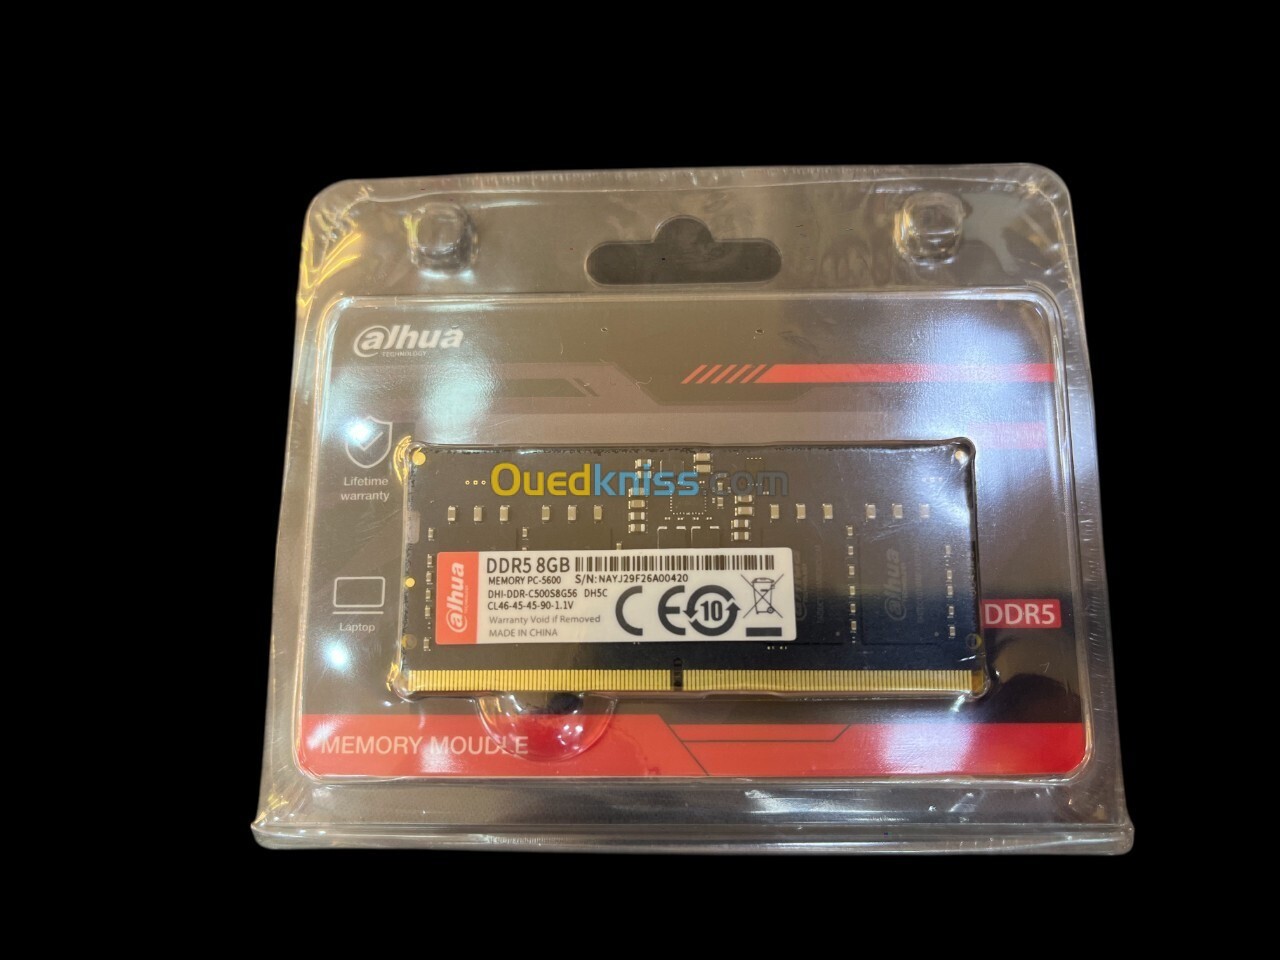 alhua
TECHNOLOGY
Lifetime
warranty
Ouedkniss.com
DDR5 8GB
MEMORY PC-5600 S/N:NAYJ29F26A00420
DHI-DDR-C500S8G56 DH5C
CL46-45-45-90-1.1V
Warranty Void if Removed
MADE IN CHINA
alhua
10
alhua
Laptop
DDR5
MEMORY MOUDLE